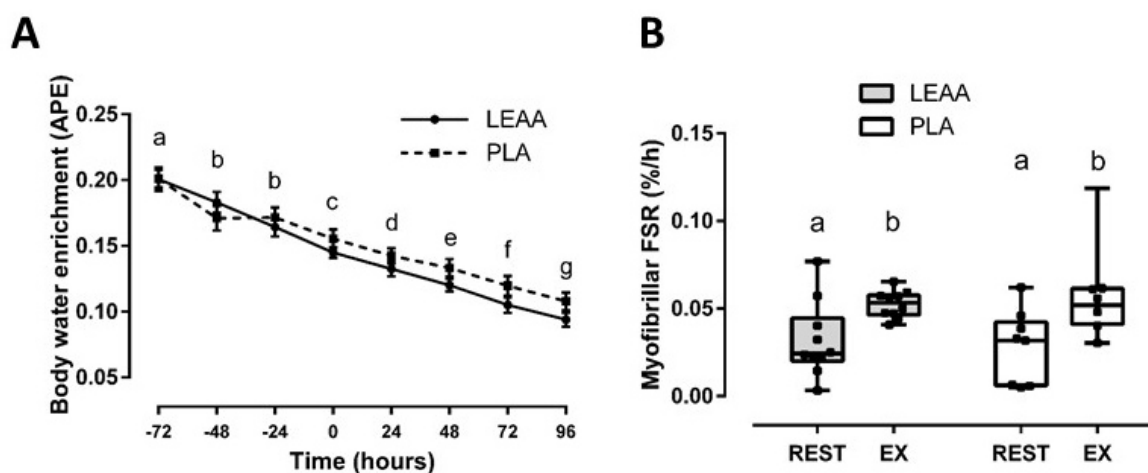 A
Body water enrichment (APE)
0.25
0.20
0.15
0.10
0.05
LEAA
PLA
a
b
b
c
d
e
f
g
-72
-48
-24
0
24
48
72
96
Time (hours)
B
LEAA
PLA
Myofibrillar FSR (%/h)
0.15
0.10
0.05
0.00
a
b
a
b
REST
EX
REST
EX